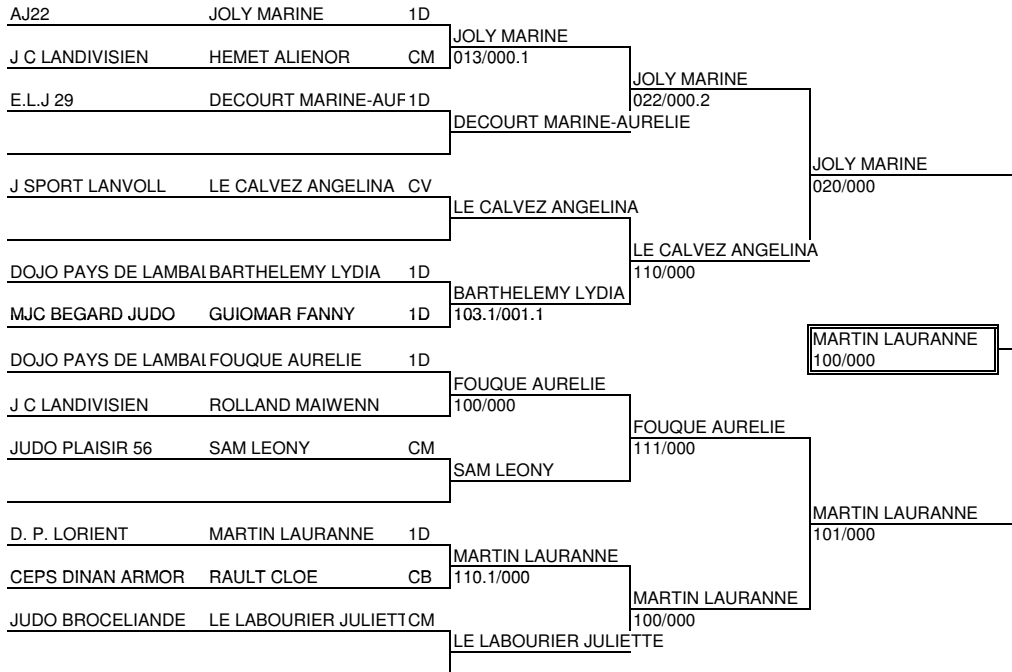 AJ22 JOLY MARINE 1D
JOLY MARINE
J C LANDIVISIEN HEMET ALIENOR CM 013/000.1
JOLY MARINE
E.L.J 29 DECOURT MARINE-AUR 1D 022/000.2
DECOURT MARINE-AURELIE
JOLY MARINE
J SPORT LANVOLL LE CALVEZ ANGELINA CV 020/000
LE CALVEZ ANGELINA
LE CALVEZ ANGELINA
DOJO PAYS DE LAMBAL BARTHELEMY LYDIA 1D 110/000
BARTHELEMY LYDIA
MJC BEGARD JUDO GUIOMAR FANNY 1D 103.1/001.1
MARTIN LAURANNE
DOJO PAYS DE LAMBAL FOUQUE AURELIE 1D 100/000
FOUQUE AURELIE
J C LANDIVISIEN ROLLAND MAIWENN 100/000
FOUQUE AURELIE
JUDO PLAISIR 56 SAM LEONY CM 111/000
SAM LEONY
MARTIN LAURANNE
D. P. LORIENT MARTIN LAURANNE 1D 101/000
MARTIN LAURANNE
CEPS DINAN ARMOR RAULT CLOE CB 110.1/000
MARTIN LAURANNE
JUDO BROCELIANDE LE LABOURIER JULIETT CM 100/000
LE LABOURIER JULIETTE